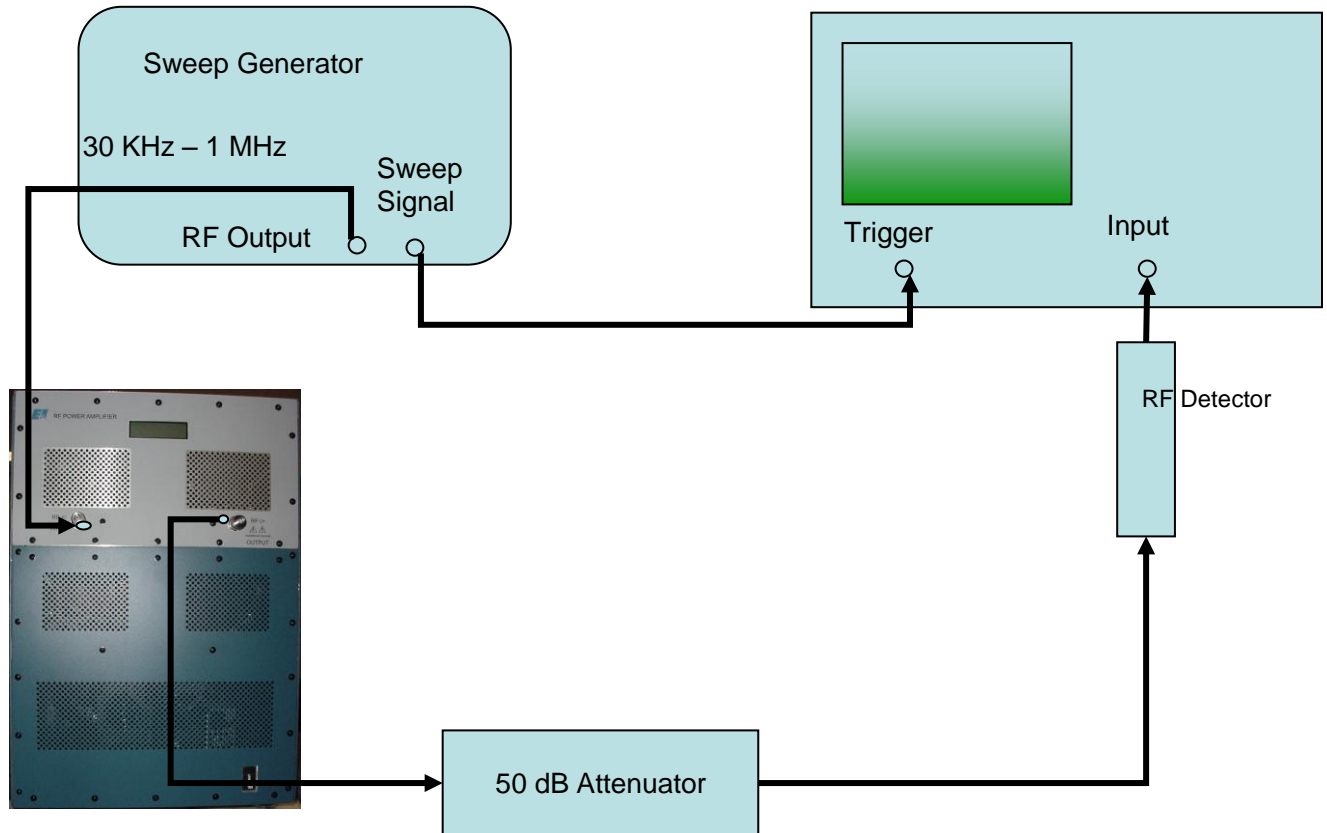 Sweep Generator
30 KHz – 1 MHz
Sweep
Signal
RF Output
Trigger
Input
RF Detector
RF POWER AMPLIFIER
OUTPUT
50 dB Attenuator